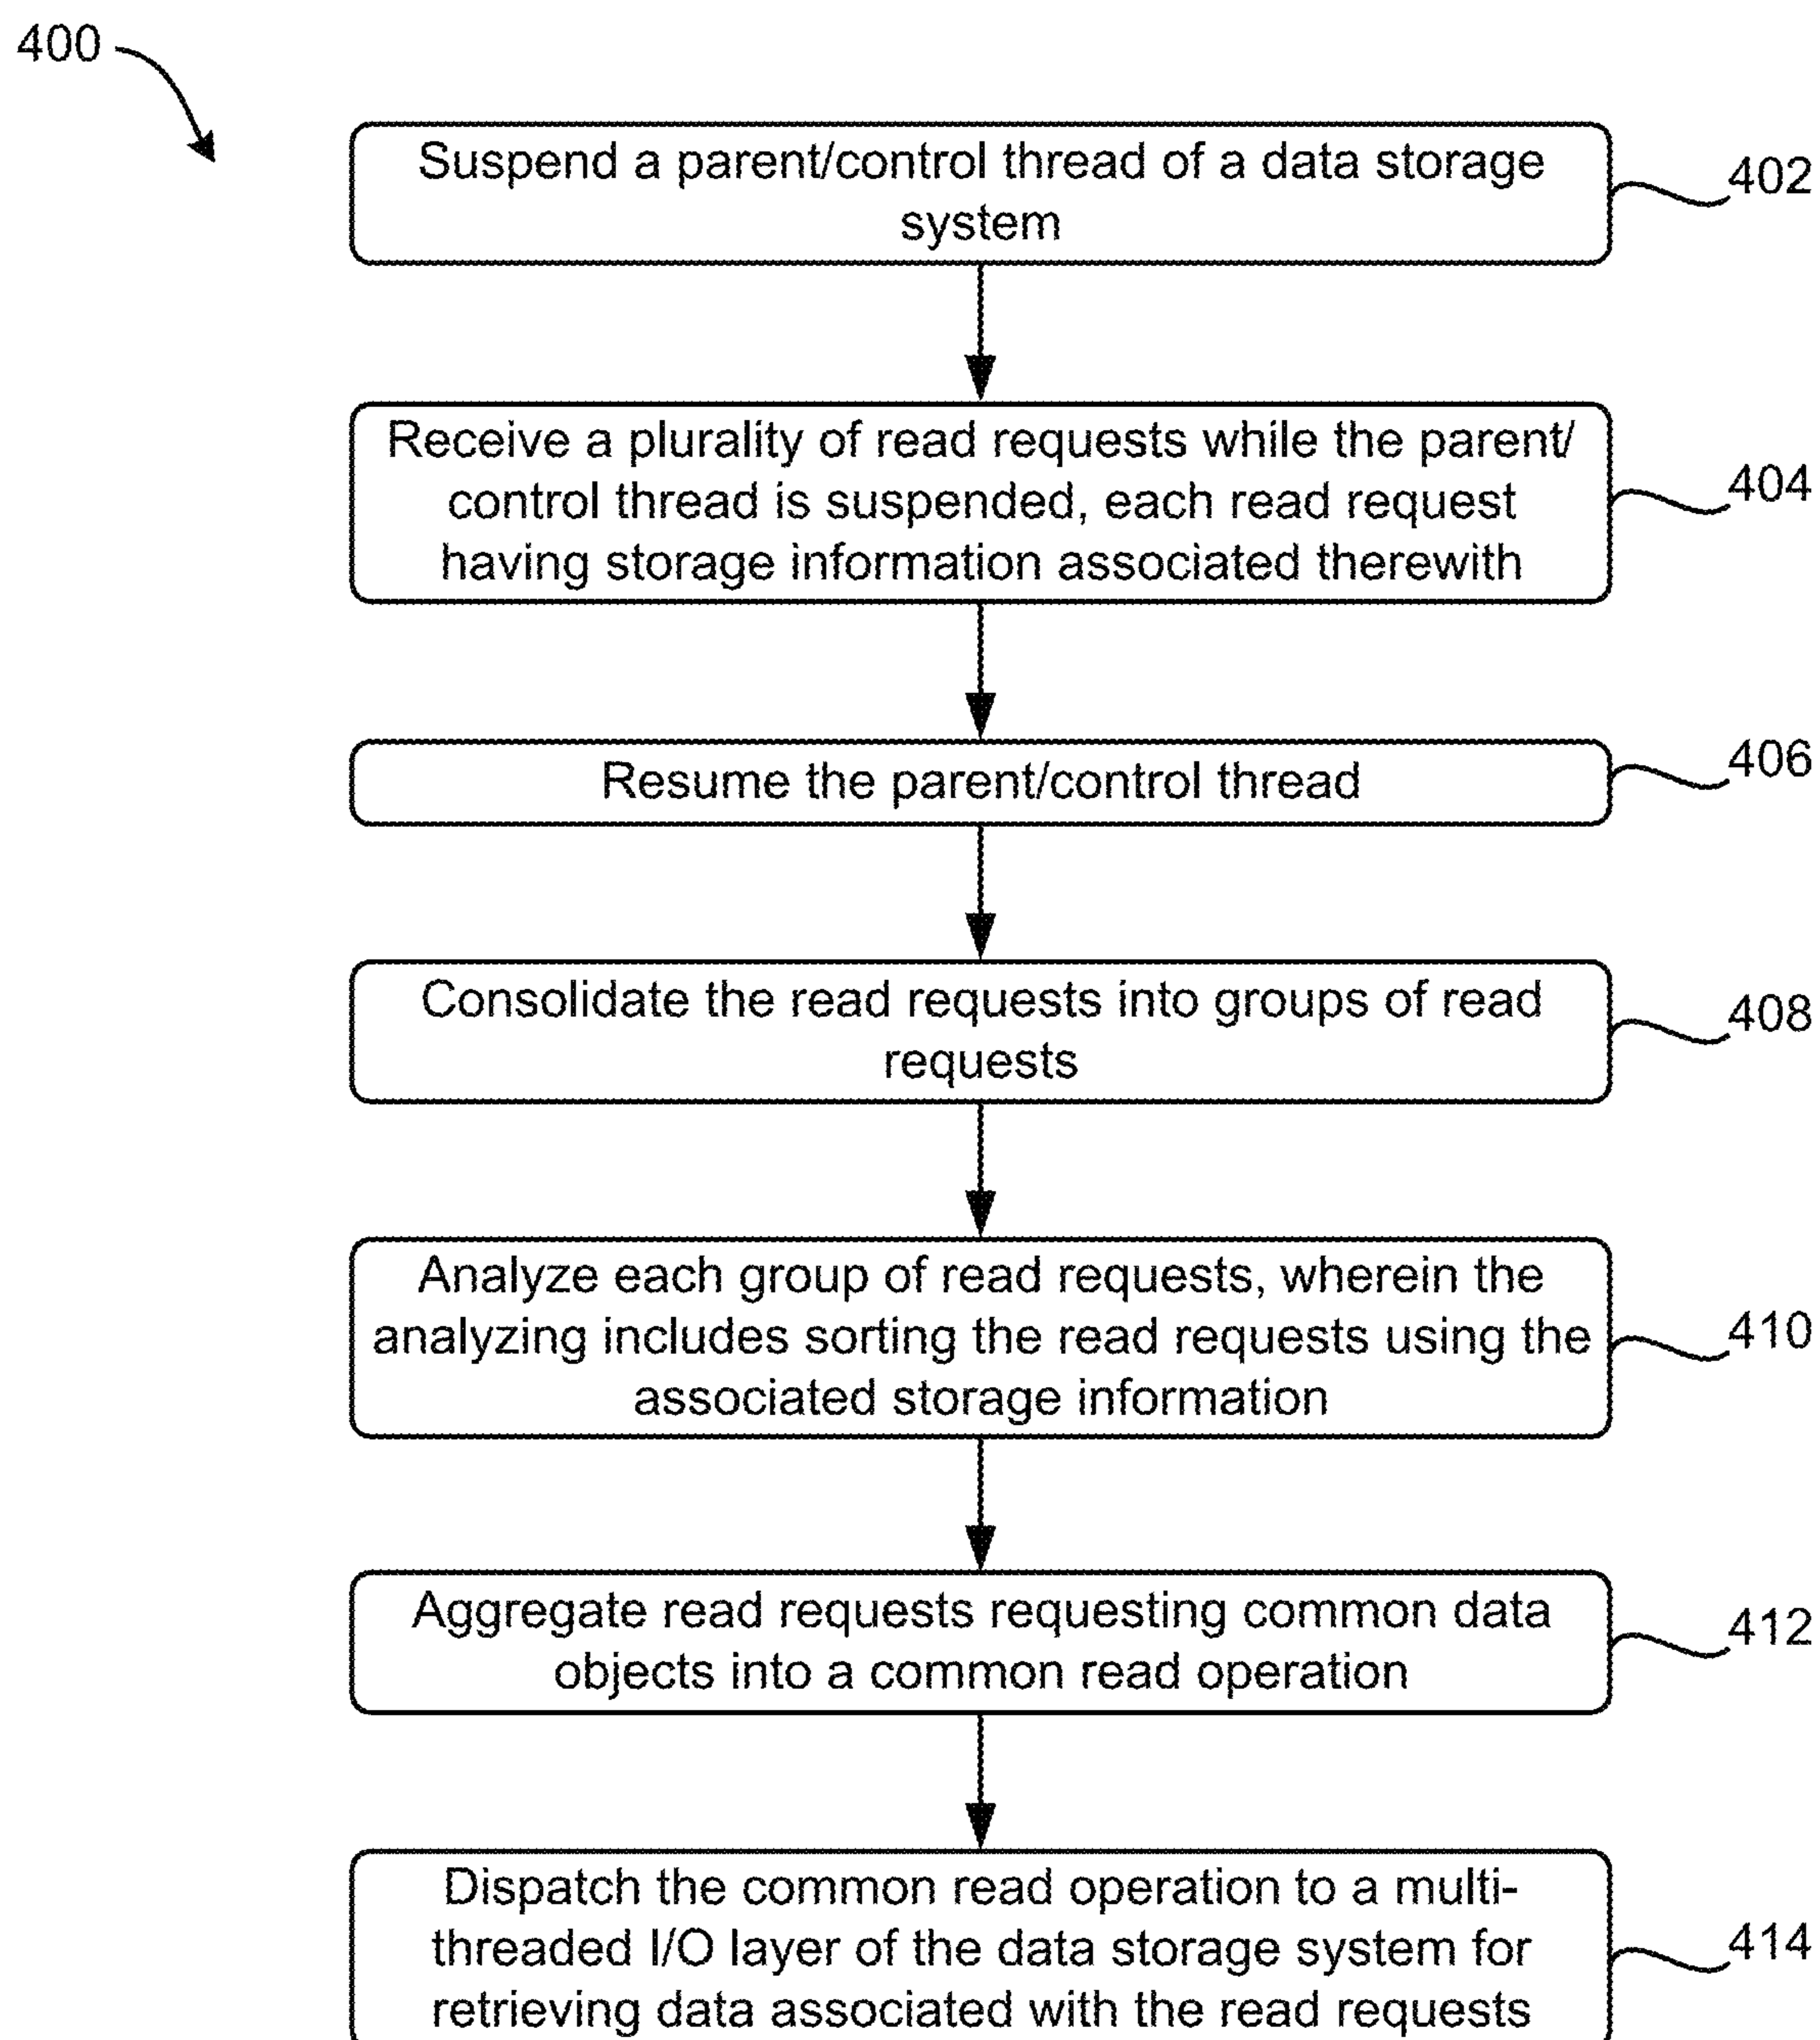 400
Suspend a parent/control thread of a data storage
system
402
Receive a plurality of read requests while the parent/
control thread is suspended, each read request
having storage information associated therewith
404
Resume the parent/control thread
406
Consolidate the read requests into groups of read
requests
408
Analyze each group of read requests, wherein the
analyzing includes sorting the read requests using the
associated storage information
410
Aggregate read requests requesting common data
objects into a common read operation
412
Dispatch the common read operation to a multi-
threaded I/O layer of the data storage system for
retrieving data associated with the read requests
414